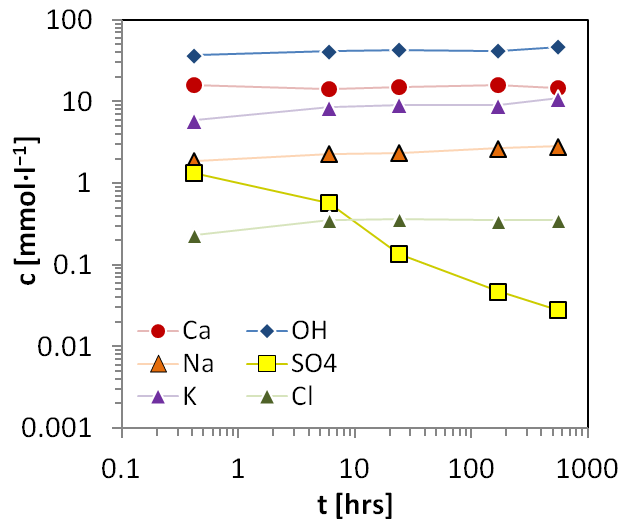 100
10
1
0.1
0.01
0.001
c [mmol·l⁻¹]
Ca
OH
Na
SO4
K
Cl
0.1
1
10
100
1000
t [hrs]